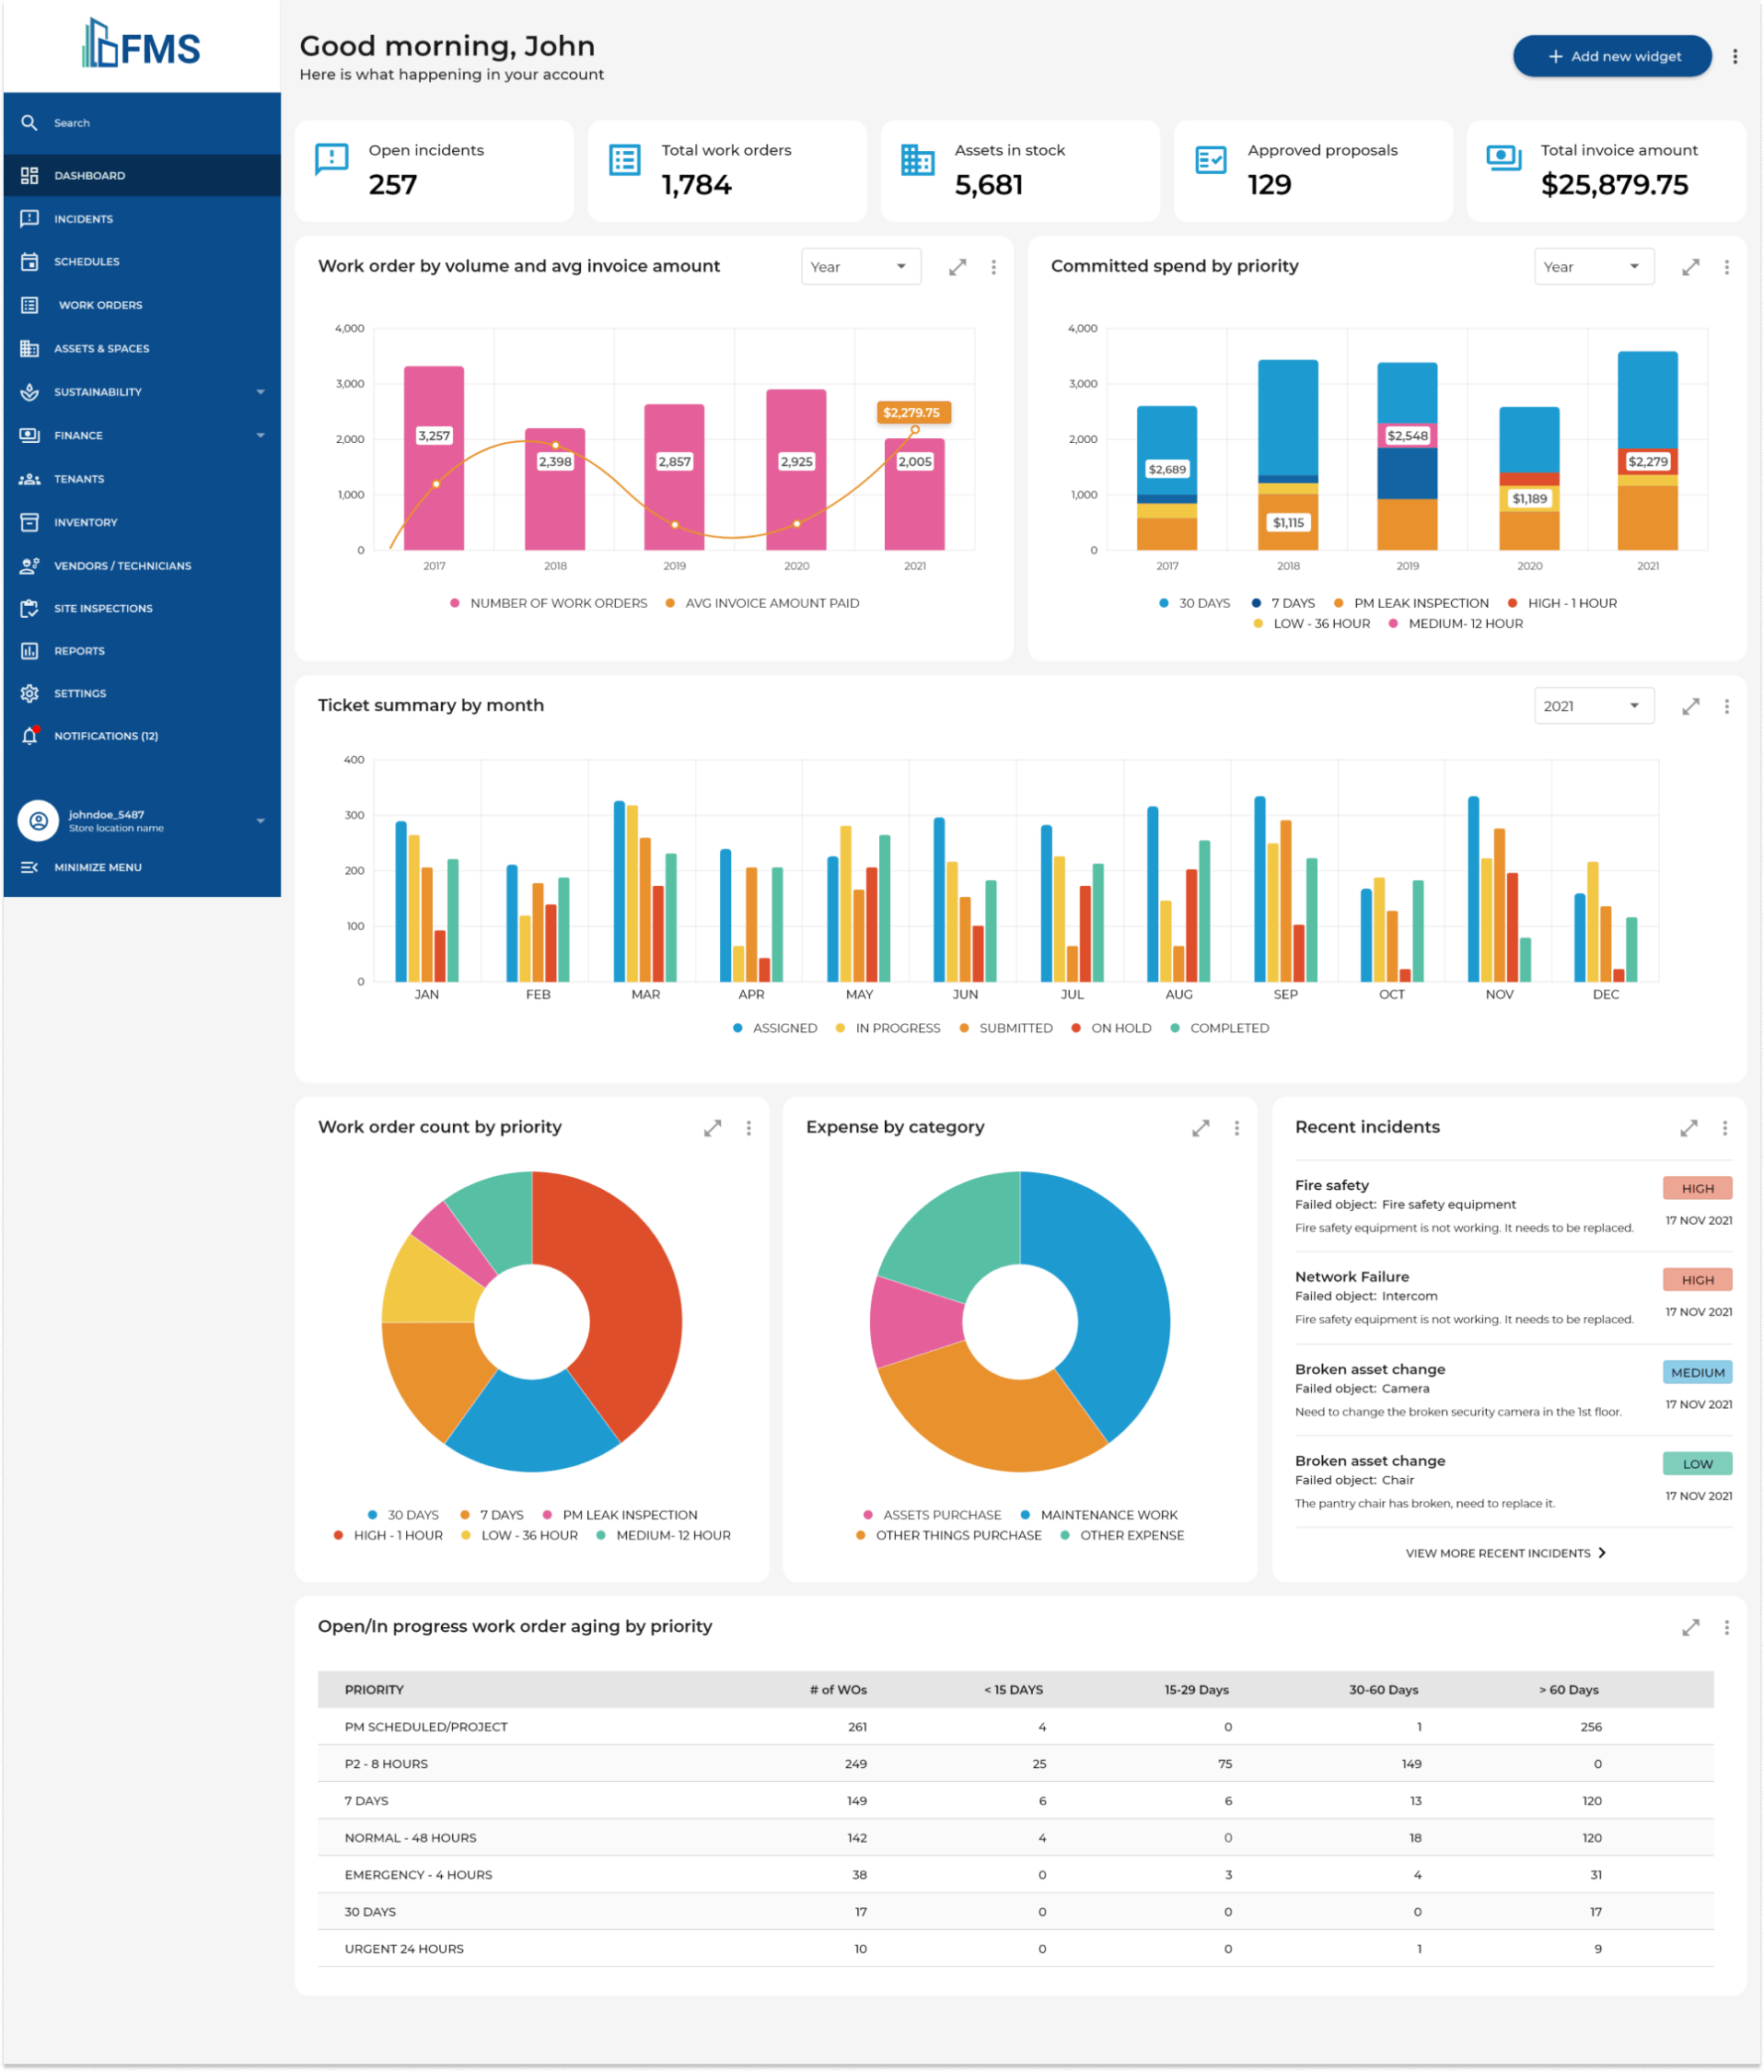 FMS
Search
DASHBOARD
INCIDENTS
SCHEDULES
WORK ORDERS
ASSETS & SPACES
SUSTAINABILITY
FINANCE
TENANTS
INVENTORY
VENDORS / TECHNICIANS
SITE INSPECTIONS
REPORTS
SETTINGS
NOTIFICATIONS (12)
johndoe_5487
Store location name
MINIMIZE MENU
Good morning, John
Here is what happening in your account
+ Add new widget
Open incidents
257
Total work orders
1,784
Assets in stock
5,681
Approved proposals
129
Total invoice amount
$25,879.75
Work order by volume and avg invoice amount
Year
4,000
3,000
2,000
1,000
0
3,257
2,398
2,857
2,925
$2,279.75
2,005
2017 2018 2019 2020 2021
NUMBER OF WORK ORDERS AVG INVOICE AMOUNT PAID
Committed spend by priority
Year
4,000
3,000
2,000
1,000
0
$2,689
$1,115
$2,548
$1,189
$2,279
2017 2018 2019 2020 2021
30 DAYS 7 DAYS PM LEAK INSPECTION HIGH - 1 HOUR
LOW - 36 HOUR MEDIUM- 12 HOUR
Ticket summary by month
2021
400
300
200
100
0
JAN FEB MAR APR MAY JUN JUL AUG SEP OCT NOV DEC
ASSIGNED IN PROGRESS SUBMITTED ON HOLD COMPLETED
Work order count by priority
30 DAYS 7 DAYS PM LEAK INSPECTION
HIGH - 1 HOUR LOW - 36 HOUR MEDIUM- 12 HOUR
Expense by category
ASSETS PURCHASE MAINTENANCE WORK
OTHER THINGS PURCHASE OTHER EXPENSE
Recent incidents
Fire safety
HIGH
Failed object: Fire safety equipment
17 NOV 2021
Fire safety equipment is not working. It needs to be replaced.
Network Failure
HIGH
Failed object: Intercom
17 NOV 2021
Fire safety equipment is not working. It needs to be replaced.
Broken asset change
MEDIUM
Failed object: Camera
17 NOV 2021
Need to change the broken security camera in the 1st floor.
Broken asset change
LOW
Failed object: Chair
17 NOV 2021
The pantry chair has broken, need to replace it.
VIEW MORE RECENT INCIDENTS
Open/In progress work order aging by priority
PRIORITY # of WOs < 15 DAYS 15-29 Days 30-60 Days > 60 Days
PM SCHEDULED/PROJECT 261 4 0 1 256
P2 - 8 HOURS 249 25 75 149 0
7 DAYS 149 6 6 13 120
NORMAL - 48 HOURS 142 4 0 18 120
EMERGENCY - 4 HOURS 38 0 3 4 31
30 DAYS 17 0 0 0 17
URGENT 24 HOURS 10 0 0 1 9